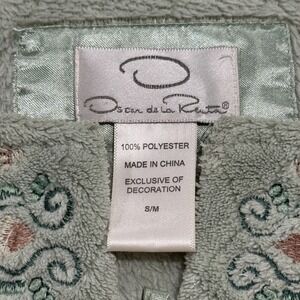 Oscar de la Renta®
100% POLYESTER
MADE IN CHINA
EXCLUSIVE OF
DECORATION
S/M